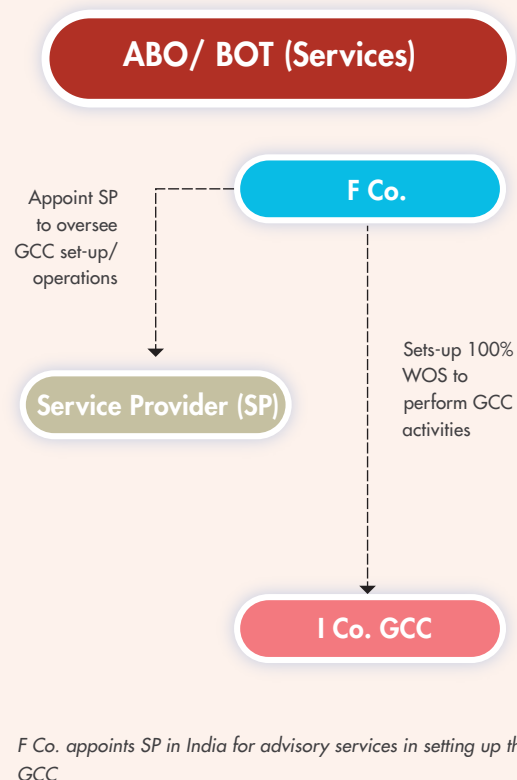 ABO/ BOT (Services)
F Co.
Appoint SP
to oversee
GCC set-up/
operations
Service Provider (SP)
Sets-up 100%
WOS to
perform GCC
activities
I Co. GCC
F Co. appoints SP in India for advisory services in setting up th
GCC